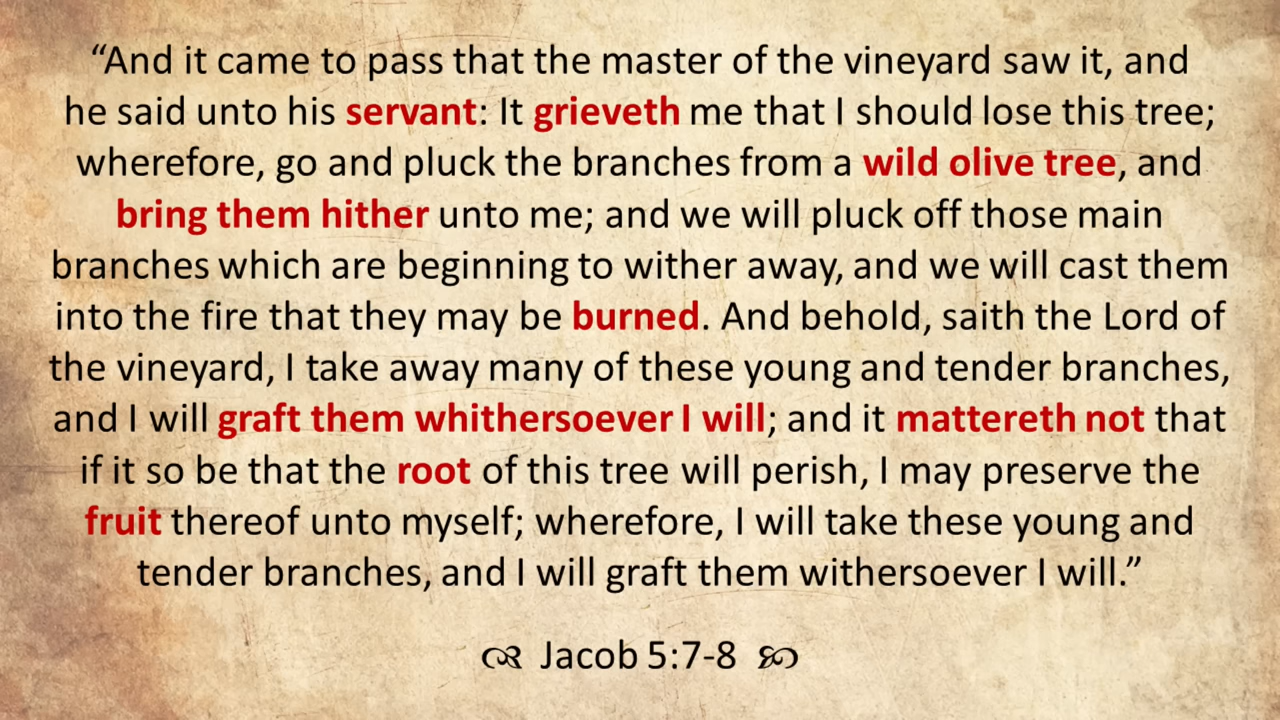 “And it came to pass that the master of the vineyard saw it, and
he said unto his servant: It grieveth me that I should lose this tree;
wherefore, go and pluck the branches from a wild olive tree, and
bring them hither unto me; and we will pluck off those main
branches which are beginning to wither away, and we will cast them
into the fire that they may be burned. And behold, saith the Lord of
the vineyard, I take away many of these young and tender branches,
and I will graft them whithersoever I will; and it mattereth not that
if it so be that the root of this tree will perish, I may preserve the
fruit thereof unto myself; wherefore, I will take these young and
tender branches, and I will graft them withersoever I will.”
Jacob 5:7-8